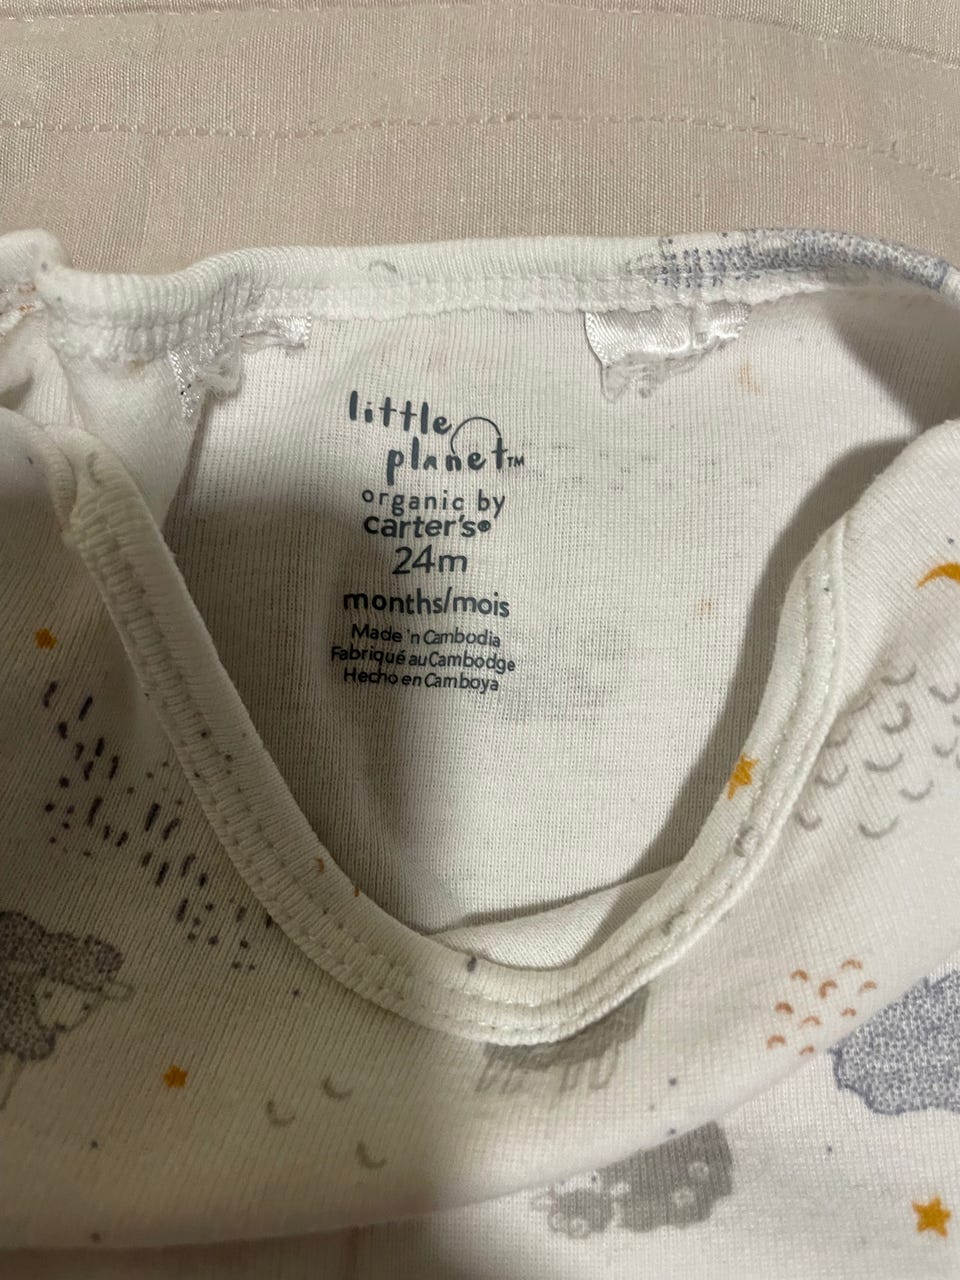 little
planet™
organic by
carter's®
24m
months/mois
Made in Cambodia
Fabriqué au Cambodge
Hecho en Camboya